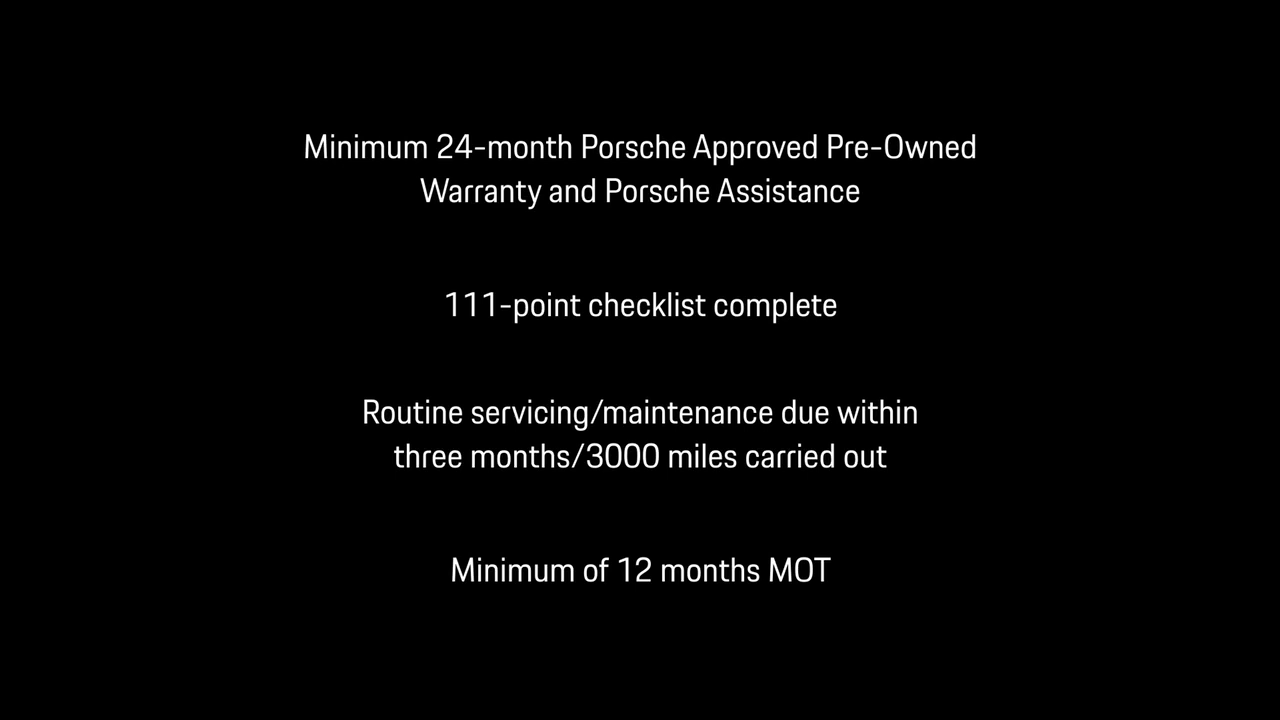 Minimum 24-month Porsche Approved Pre-Owned
Warranty and Porsche Assistance
111-point checklist complete
Routine servicing/maintenance due within
three months/3000 miles carried out
Minimum of 12 months MOT